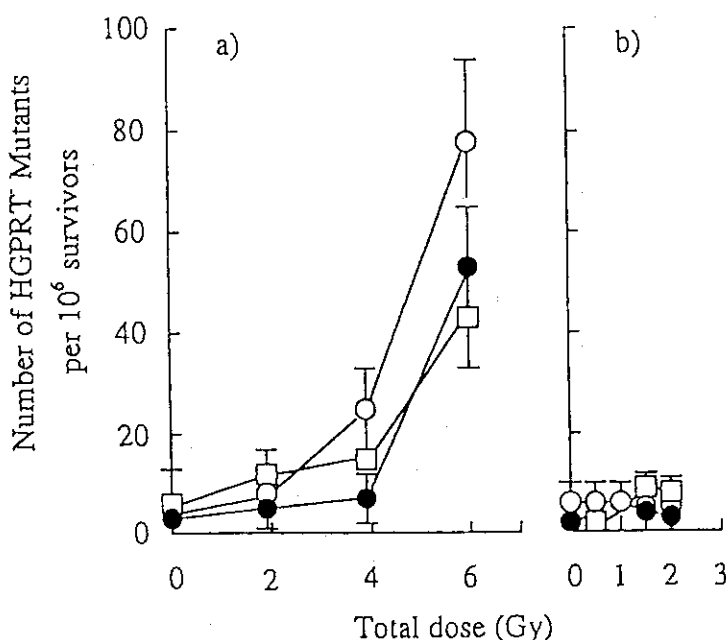 Number of HGPRT⁻ Mutants
per 10⁶ survivors
100
80
60
40
20
0
a)
b)
0 2 4 6
0 1 2 3
Total dose (Gy)